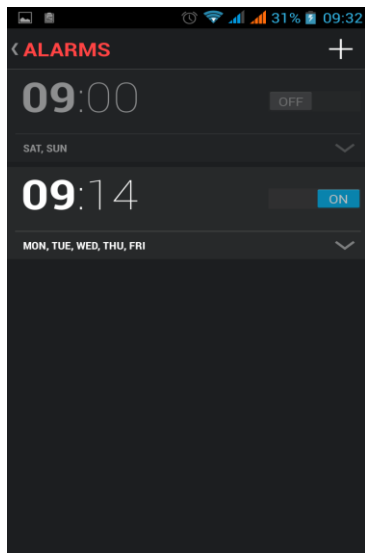 31% 09:32
ALARMS
09:00
OFF
SAT, SUN
09:14
ON
MON, TUE, WED, THU, FRI